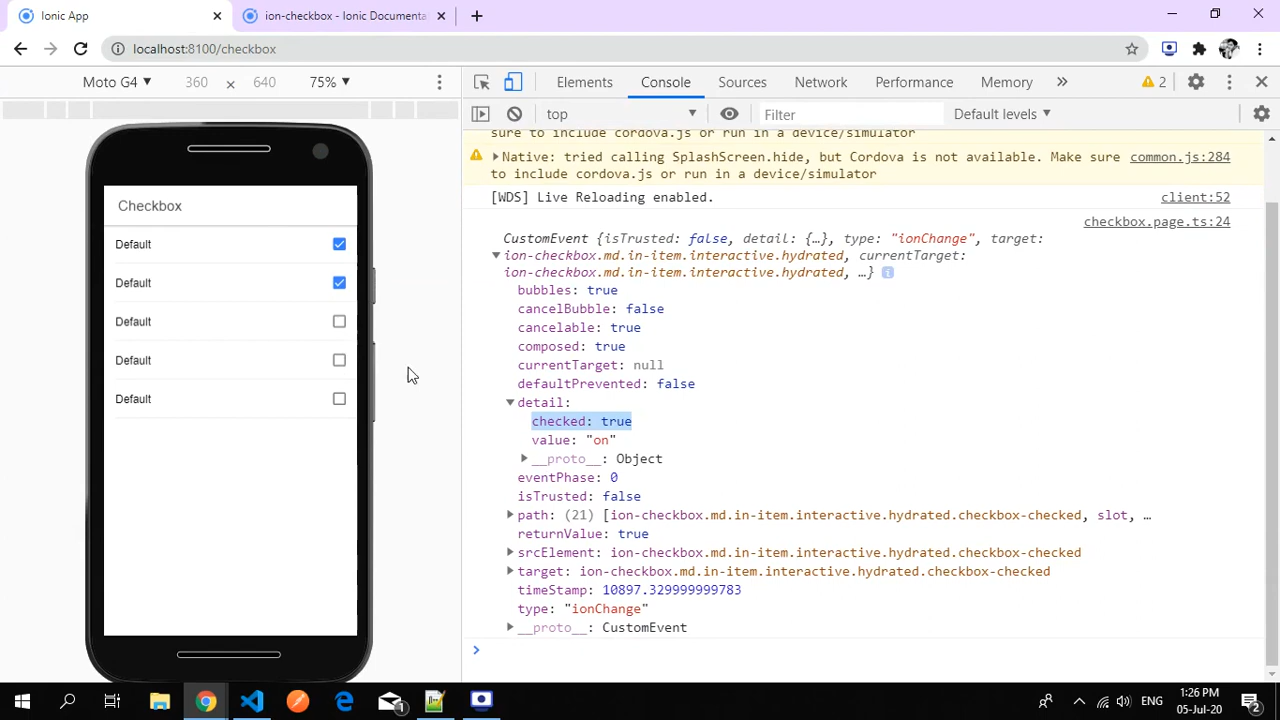 Ionic App
ion-checkbox - Ionic Documenta
localhost:8100/checkbox
Moto G4 360 × 640 75%
Elements Console Sources Network Performance Memory 2
top Filter Default levels
sure to include cordova.js or run in a device/simulator
Native: tried calling SplashScreen.hide, but Cordova is not available. Make sure common.js:284
to include cordova.js or run in a device/simulator
[WDS] Live Reloading enabled. client:52
checkbox.page.ts:24
CustomEvent {isTrusted: false, detail: {…}, type: "ionChange", target:
ion-checkbox.md.in-item.interactive.hydrated, currentTarget:
ion-checkbox.md.in-item.interactive.hydrated, …}
bubbles: true
cancelBubble: false
cancelable: true
composed: true
currentTarget: null
defaultPrevented: false
detail:
checked: true
value: "on"
__proto__: Object
eventPhase: 0
isTrusted: false
path: (21) [ion-checkbox.md.in-item.interactive.hydrated.checkbox-checked, slot, …
returnValue: true
srcElement: ion-checkbox.md.in-item.interactive.hydrated.checkbox-checked
target: ion-checkbox.md.in-item.interactive.hydrated.checkbox-checked
timeStamp: 10897.329999999783
type: "ionChange"
__proto__: CustomEvent
Checkbox
Default
Default
Default
Default
Default
1
ENG
1:26 PM
05-Jul-20
2